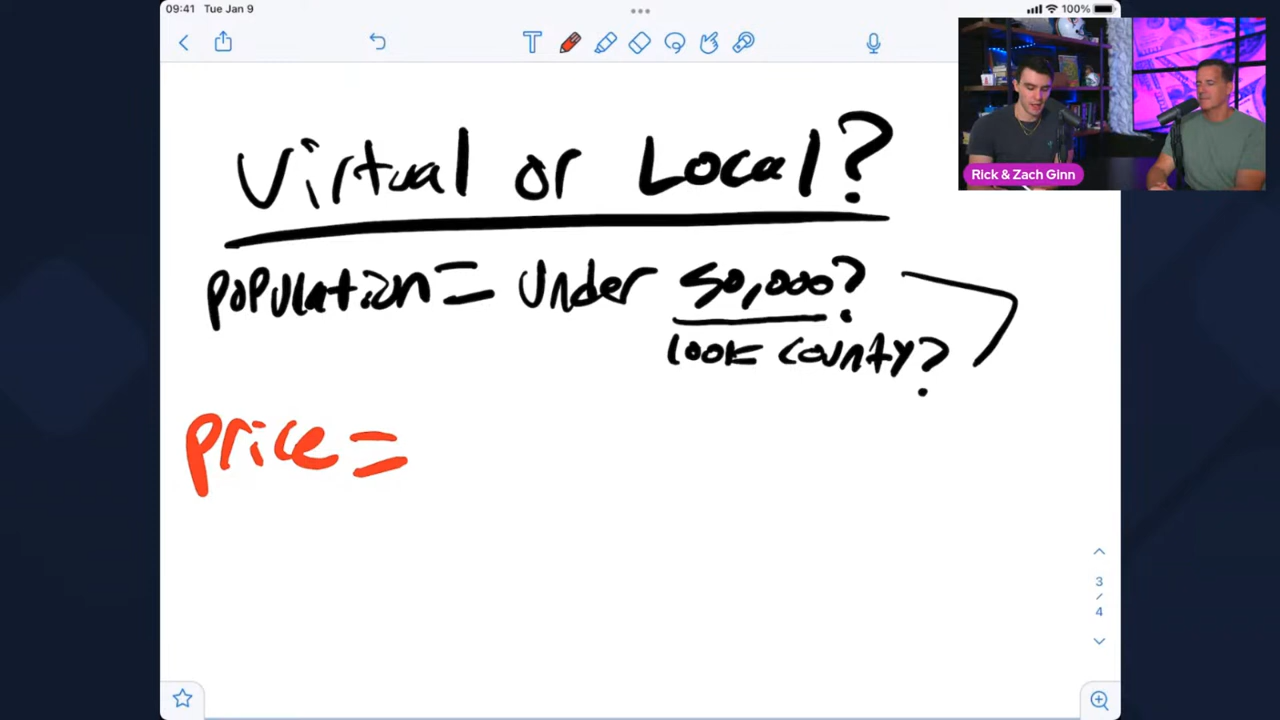 09:41 Tue Jan 9
100%
Rick & Zach Ginn
Virtual or Local?
population= Under 50,000?
look county?
price=
3
/
4